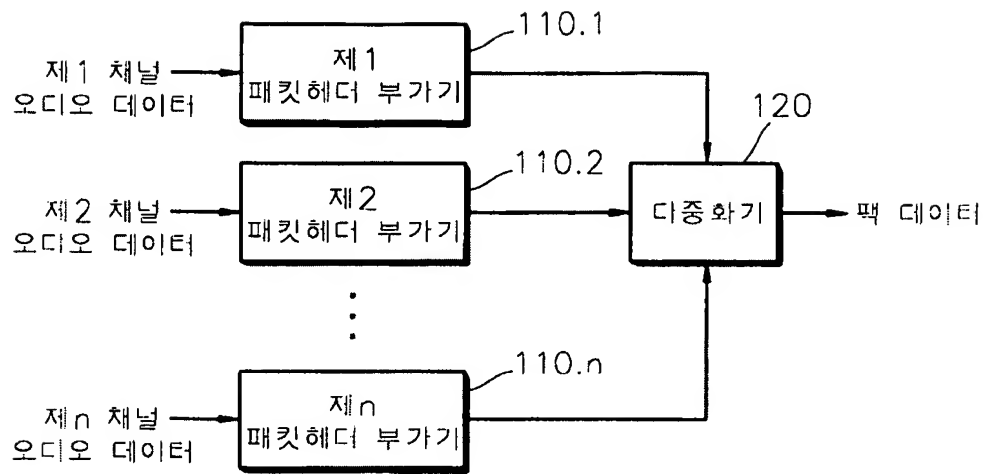 110.1
제1 채널
오디오 데이터
제1
패킷헤더 부가기
120
110.2
제2 채널
오디오 데이터
제2
패킷헤더 부가기
다중화기
팩 데이터
110.n
제n 채널
오디오 데이터
제n
패킷헤더 부가기